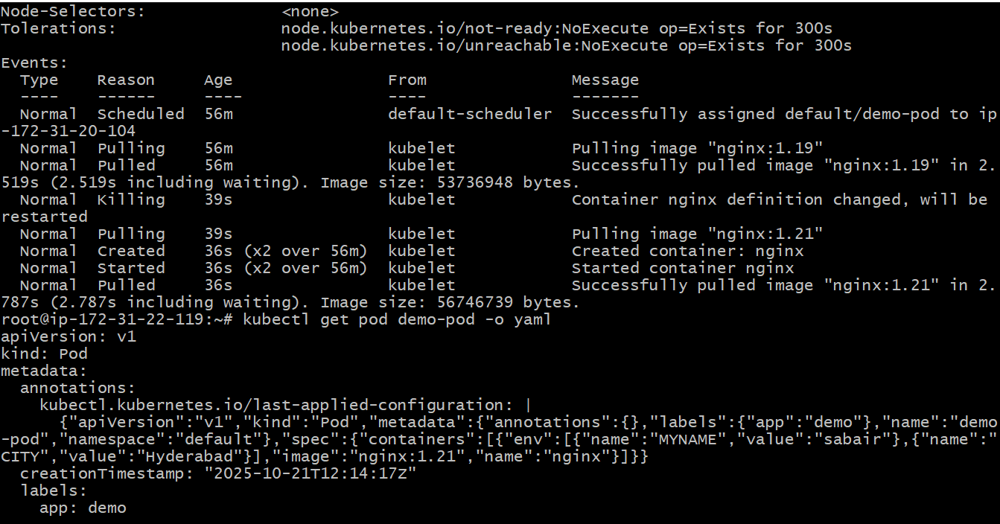 Node-Selectors:              <none>
Tolerations:                 node.kubernetes.io/not-ready:NoExecute op=Exists for 300s
                             node.kubernetes.io/unreachable:NoExecute op=Exists for 300s
Events:
  Type    Reason     Age                From               Message
  ----    ------     ----               ----               -------
  Normal  Scheduled  56m                default-scheduler  Successfully assigned default/demo-pod to ip
-172-31-20-104
  Normal  Pulling    56m                kubelet            Pulling image "nginx:1.19"
  Normal  Pulled     56m                kubelet            Successfully pulled image "nginx:1.19" in 2.
519s (2.519s including waiting). Image size: 53736948 bytes.
  Normal  Killing    39s                kubelet            Container nginx definition changed, will be
restarted
  Normal  Pulling    39s                kubelet            Pulling image "nginx:1.21"
  Normal  Created    36s (x2 over 56m)  kubelet            Created container: nginx
  Normal  Started    36s (x2 over 56m)  kubelet            Started container nginx
  Normal  Pulled     36s                kubelet            Successfully pulled image "nginx:1.21" in 2.
787s (2.787s including waiting). Image size: 56746739 bytes.
root@ip-172-31-22-119:~# kubectl get pod demo-pod -o yaml
apiVersion: v1
kind: Pod
metadata:
  annotations:
    kubectl.kubernetes.io/last-applied-configuration: |
      {"apiVersion":"v1","kind":"Pod","metadata":{"annotations":{},"labels":{"app":"demo"},"name":"demo
-pod","namespace":"default"},"spec":{"containers":[{"env":[{"name":"MYNAME","value":"sabair"},{"name":"
CITY","value":"Hyderabad"}],"image":"nginx:1.21","name":"nginx"}]}}
  creationTimestamp: "2025-10-21T12:14:17Z"
  labels:
    app: demo